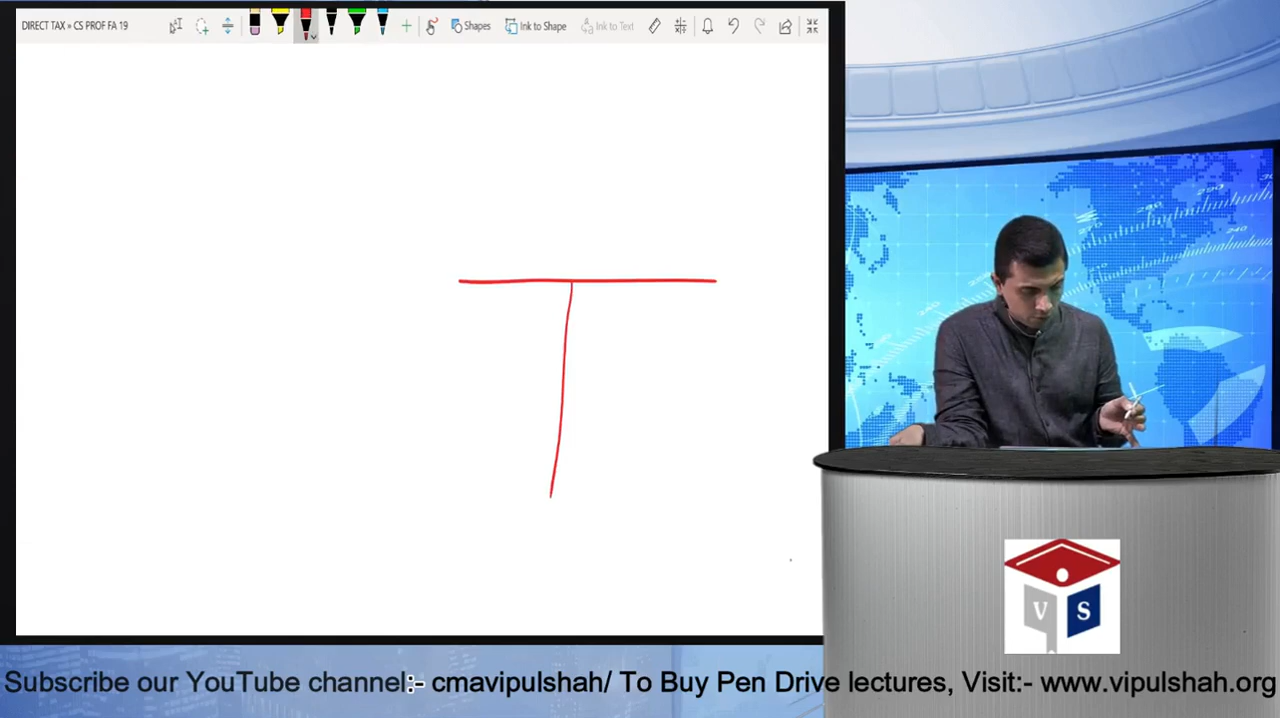 DIRECT TAX » CS PROF FA 19
Shapes
Ink to Shape
Ink to Text
V S
Subscribe our YouTube channel:- cmavipulshah/ To Buy Pen Drive lectures, Visit:- www.vipulshah.org